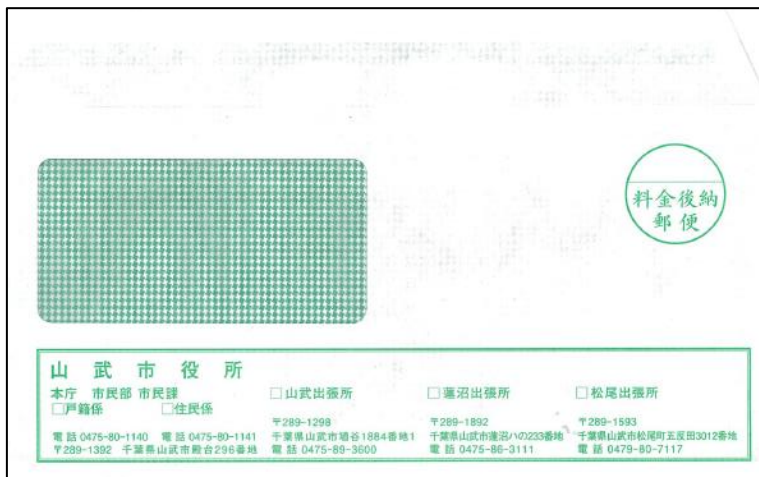 料金後納
郵便
山武市役所
本庁 市民部 市民課
□戸籍係 □住民係
電話 0475-80-1140 電話 0475-80-1141
〒289-1392 千葉県山武市殿台296番地
□山武出張所
〒289-1298
千葉県山武市埴谷1884番地1
電話 0475-89-3600
□蓮沼出張所
〒289-1892
千葉県山武市蓮沼ハの233番地
電話 0475-86-3111
□松尾出張所
〒289-1593
千葉県山武市松尾町五反田3012番地
電話 0479-80-7117